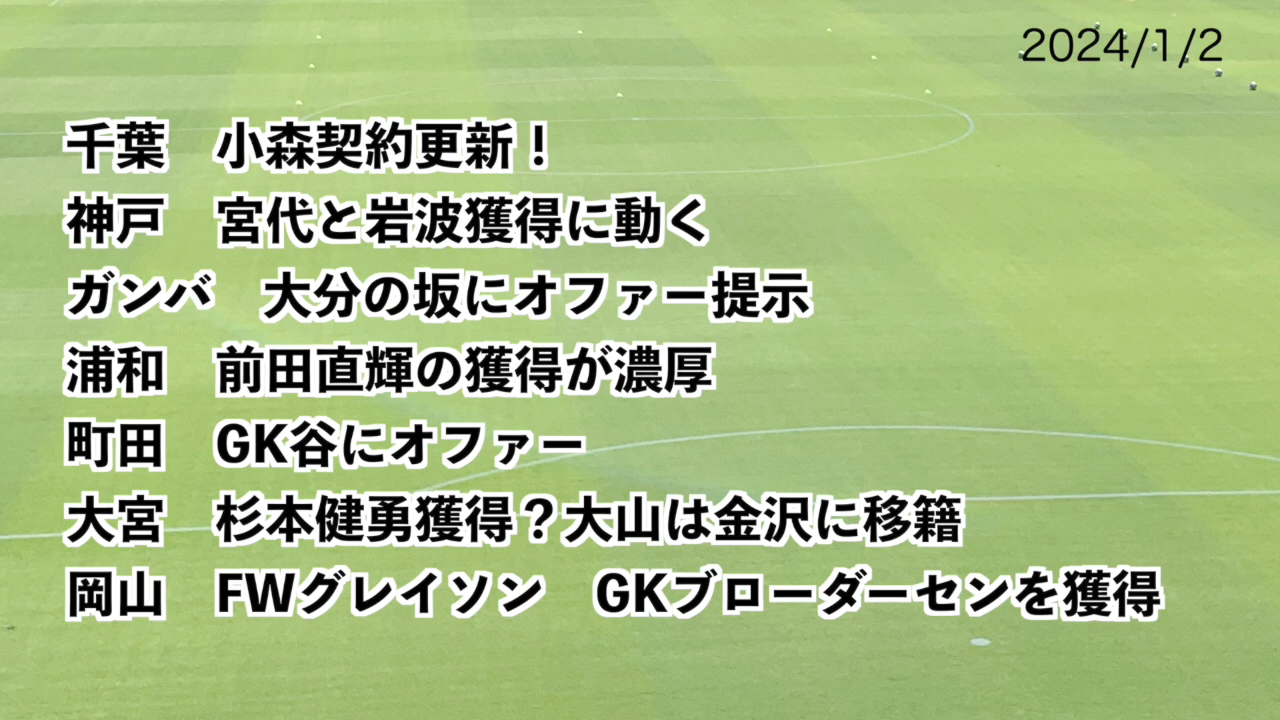 2024/1/2
千葉　小森契約更新！
神戸　宮代と岩波獲得に動く
ガンバ　大分の坂にオファー提示
浦和　前田直輝の獲得が濃厚
町田　GK谷にオファー
大宮　杉本健勇獲得？大山は金沢に移籍
岡山　FWグレイソン　GKブローダーセンを獲得